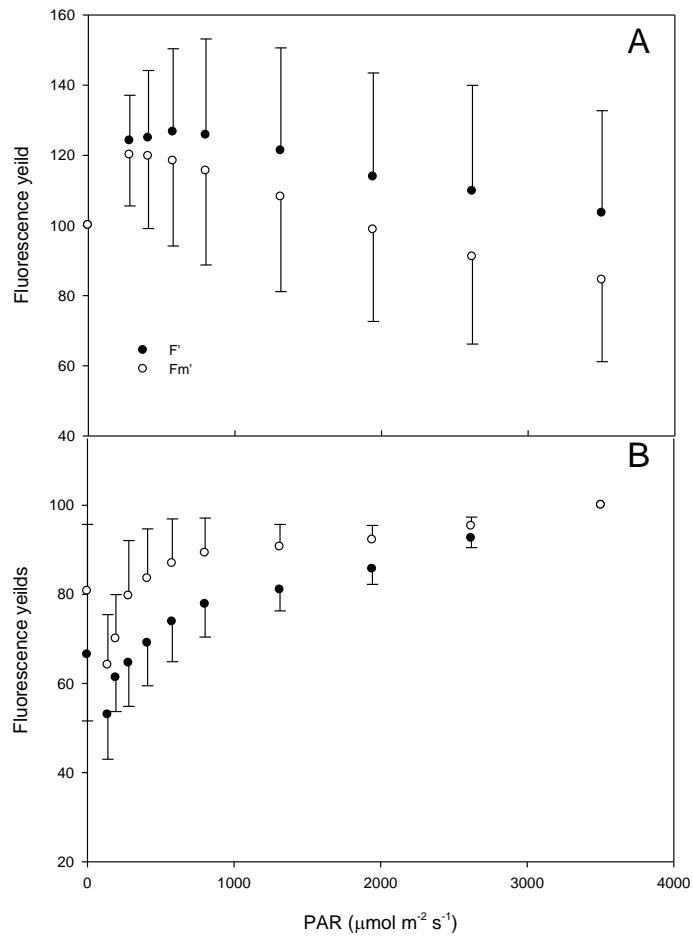 160
A
140
120
100
80
60
40
Fluorescence yeild
F'
Fm'
B
100
80
60
40
20
Fluorescence yeilds
0
1000
2000
3000
4000
PAR (μmol m-2 s-1)